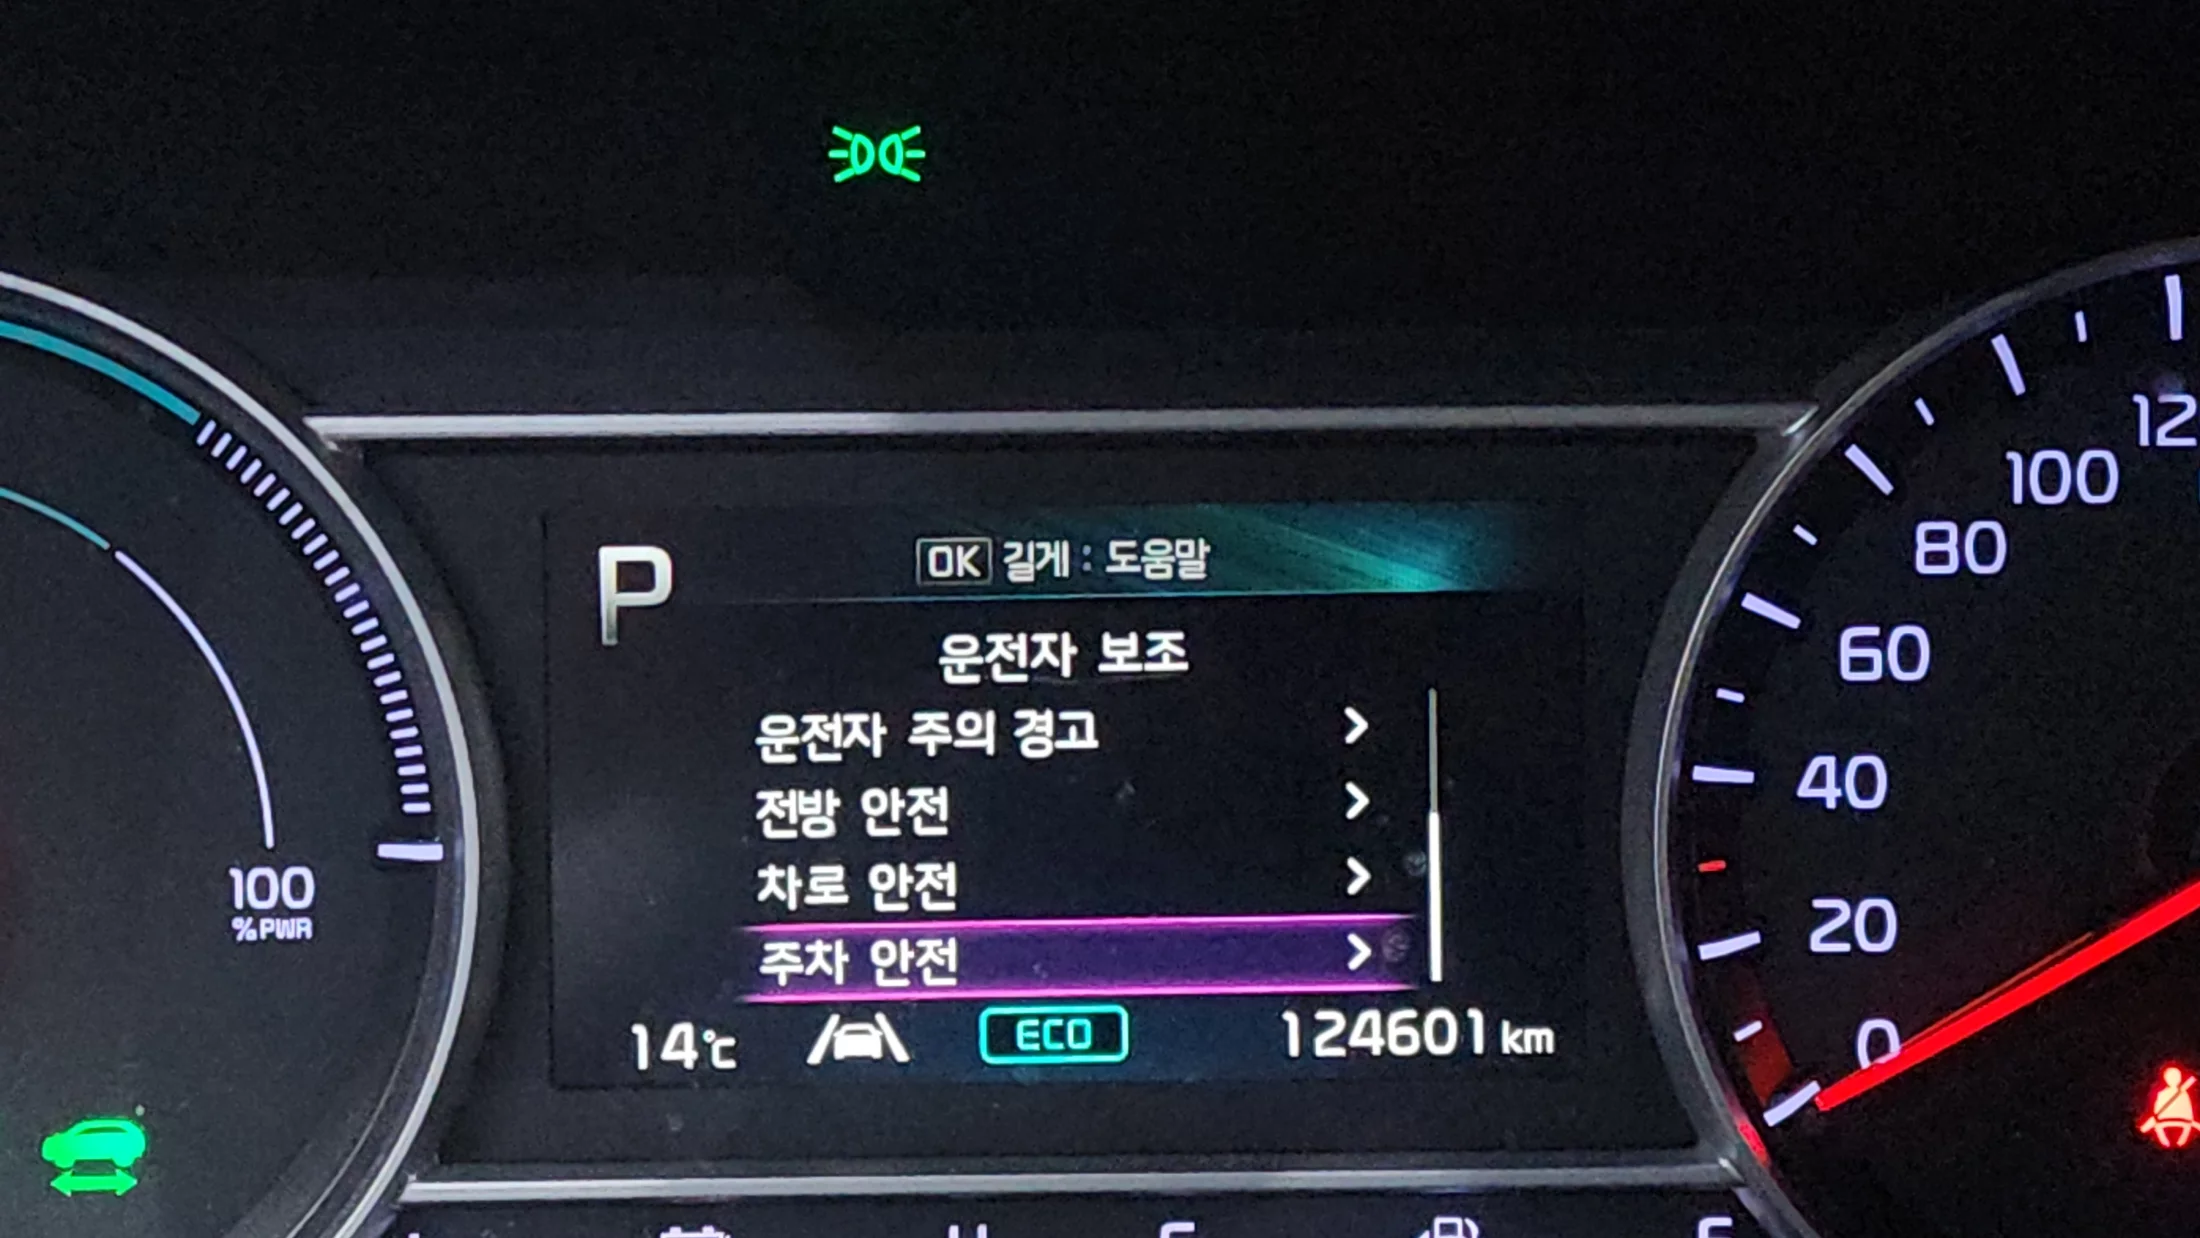 P
OK 길게 : 도움말
운전자 보조
운전자 주의 경고
전방 안전
차로 안전
주차 안전
14℃
ECO
124601 km
100
%PWR
100
80
60
40
20
0